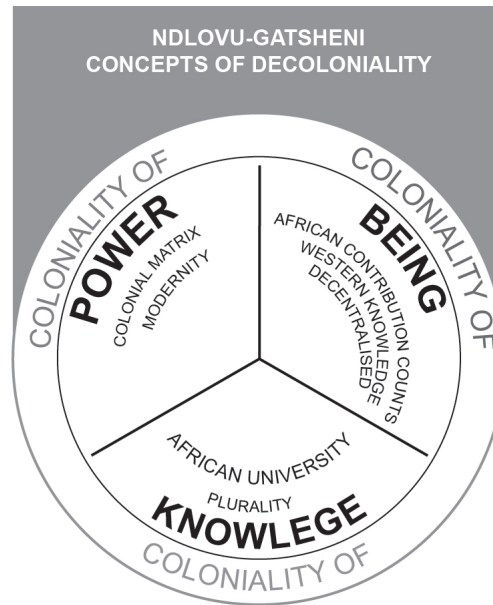 NDLOVU-GATSHENI
CONCEPTS OF DECOLONIALITY
COLONIALITY OF
POWER
COLONIAL MATRIX
MODERNITY
COLONIALITY OF
BEING
AFRICAN CONTRIBUTION COUNTS
WESTERN KNOWLEDGE
DECENTRALISED
AFRICAN UNIVERSITY
PLURALITY
KNOWLEGE
COLONIALITY OF